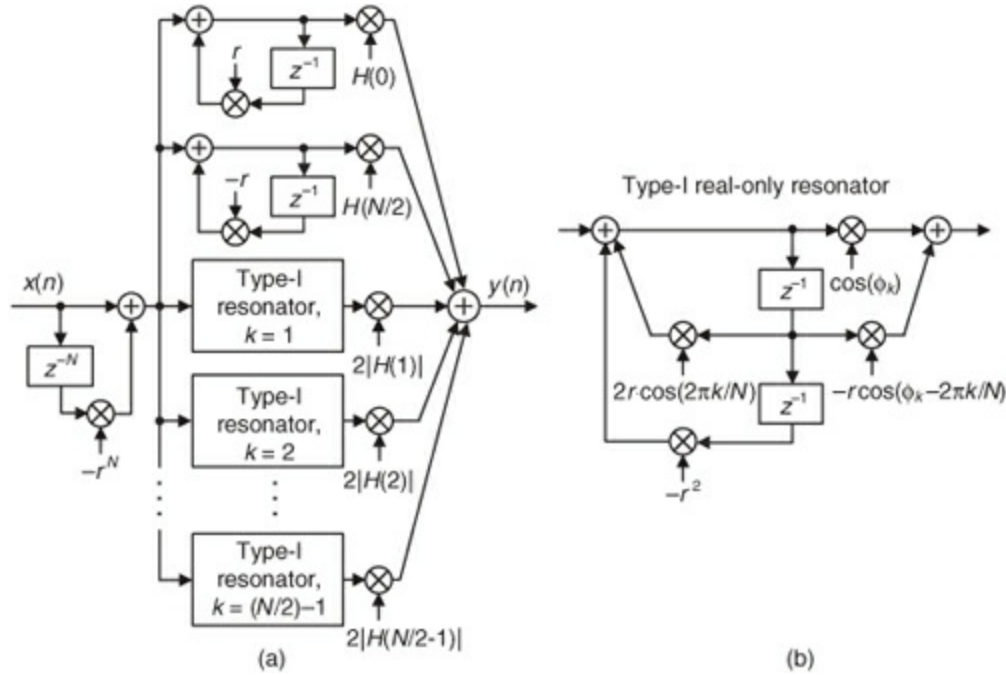 r
z⁻¹
H(0)
−r
z⁻¹
H(N/2)
x(n)
z⁻ᴺ
−rᴺ
Type-I
resonator,
k = 1
2|H(1)|
y(n)
Type-I
resonator,
k = 2
2|H(2)|
Type-I
resonator,
k = (N/2)−1
2|H(N/2-1)|
(a)
Type-I real-only resonator
z⁻¹
cos(ϕₖ)
2r·cos(2πk/N)
z⁻¹
−rcos(ϕₖ−2πk/N)
−r²
(b)